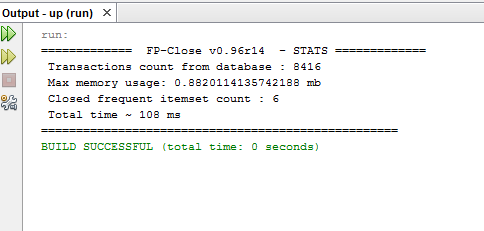 Output - up (run) ×
run:
============= FP-Close v0.96r14 - STATS =============
Transactions count from database : 8416
Max memory usage: 0.8820114135742188 mb
Closed frequent itemset count : 6
Total time ~ 108 ms
===================================================
BUILD SUCCESSFUL (total time: 0 seconds)